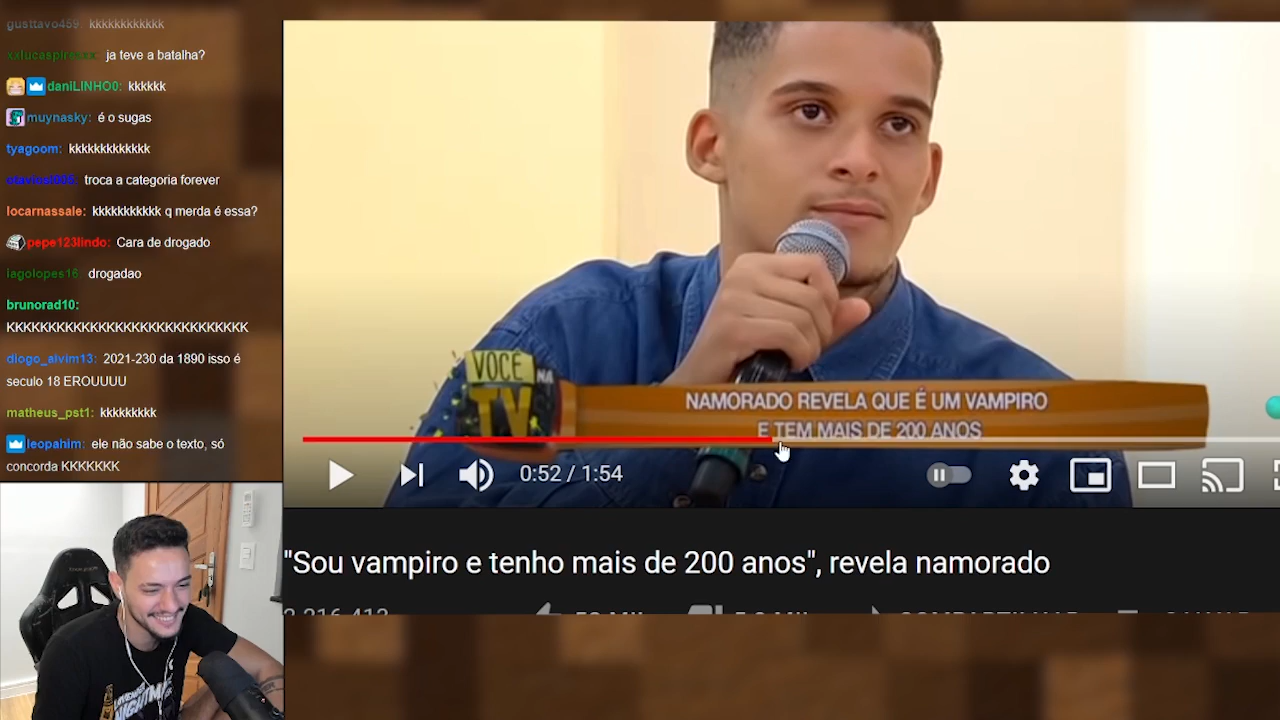 gusttavo459: kkkkkkkkkkkk
ja teve a batalha?
daniLINHO0: kkkkkk
muynasky: é o sugas
tyagoom: kkkkkkkkkkkkk
troca a categoria forever
locarnassale: kkkkkkkkkkk q merda é essa?
pepe123lindo: Cara de drogado
iagolopes16: drogadao
brunorad10:
KKKKKKKKKKKKKKKKKKKKKKKKKKKKK
diogo_alvim13: 2021-230 da 1890 isso é
seculo 18 EROUUUU
matheus_pst1: kkkkkkkkk
leopahim: ele não sabe o texto, só
concorda KKKKKKK
VOCÊ
NA
TV
NAMORADO REVELA QUE É UM VAMPIRO
E TEM MAIS DE 200 ANOS
0:52 / 1:54
"Sou vampiro e tenho mais de 200 anos", revela namorado